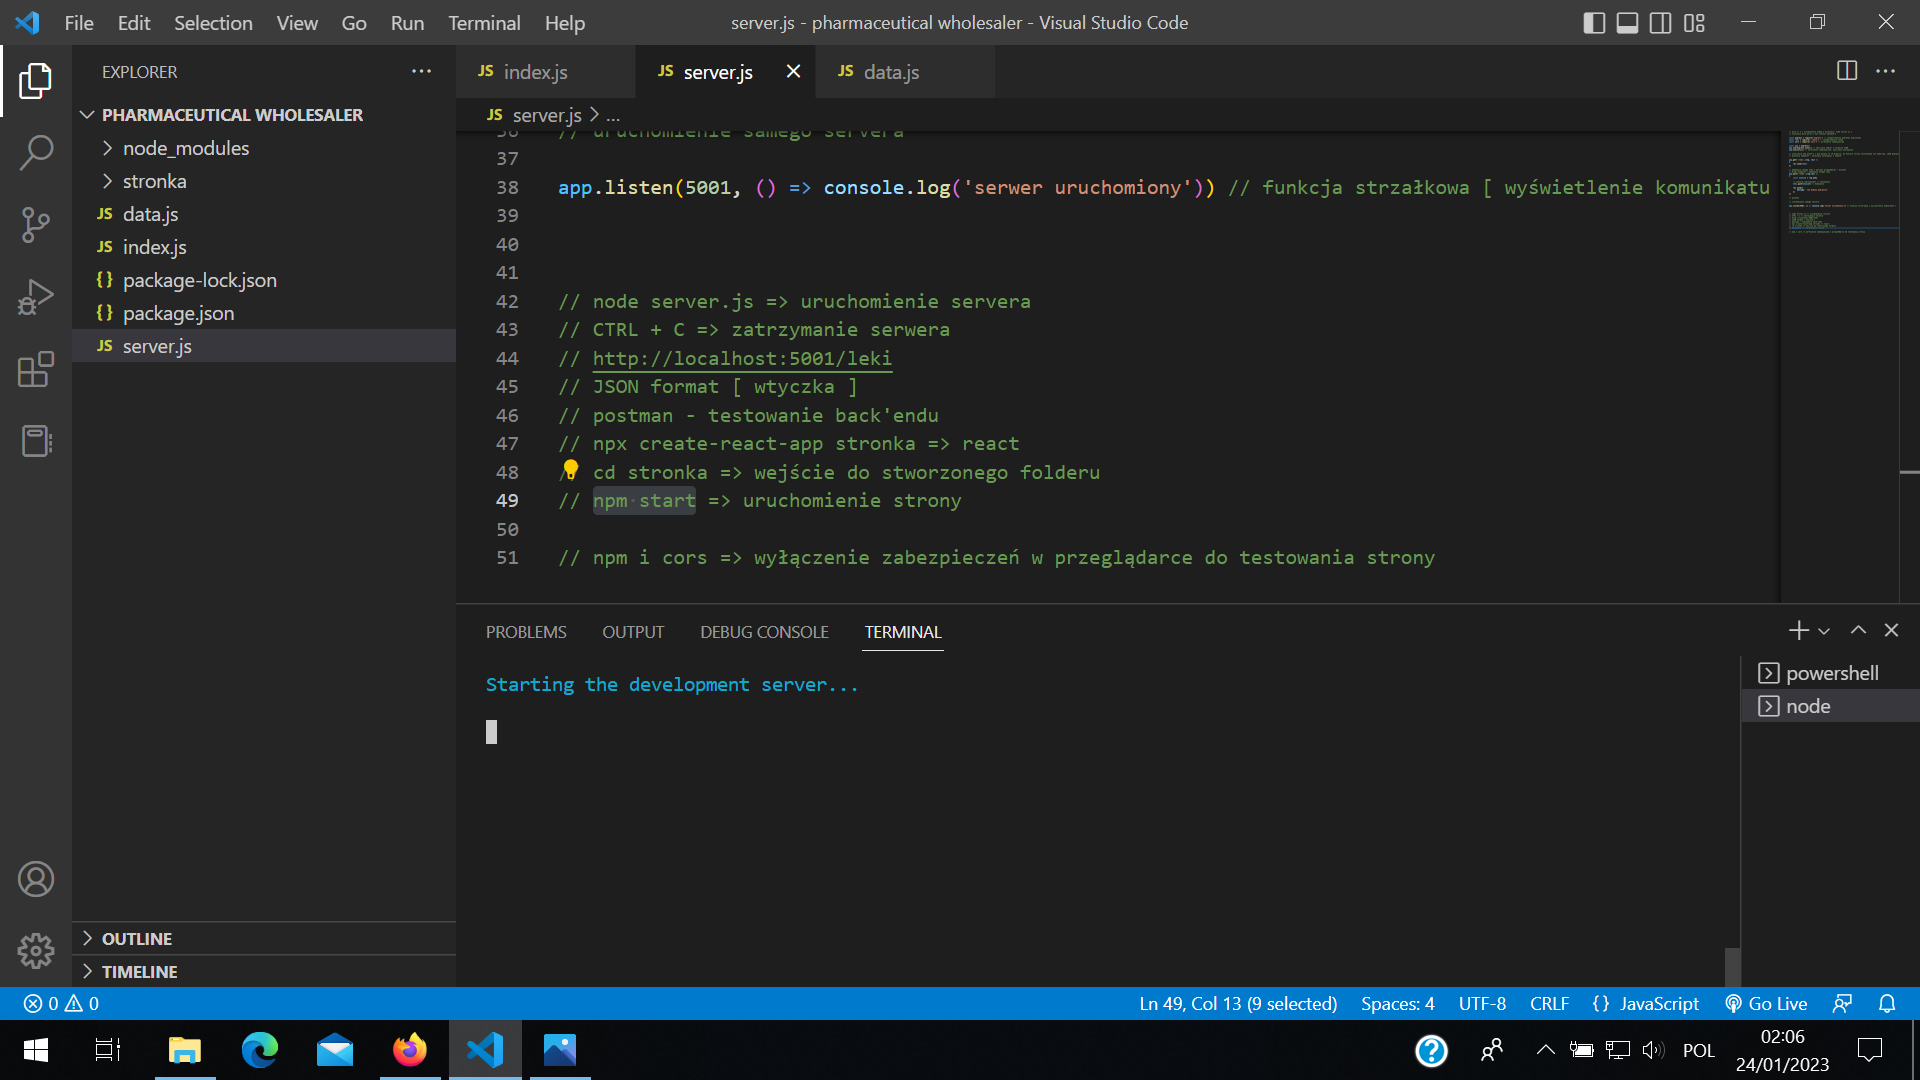 File Edit Selection View Go Run Terminal Help
server.js - pharmaceutical wholesaler - Visual Studio Code
EXPLORER
PHARMACEUTICAL WHOLESALER
node_modules
stronka
JS data.js
JS index.js
{} package-lock.json
{} package.json
JS server.js
OUTLINE
TIMELINE
JS index.js
JS server.js
JS data.js
JS server.js > ...
36 // uruchomienie samego servera
37
38 app.listen(5001, () => console.log('serwer uruchomiony')) // funkcja strzałkowa [ wyświetlenie komunikatu
39
40
41
42 // node server.js => uruchomienie servera
43 // CTRL + C => zatrzymanie serwera
44 // http://localhost:5001/leki
45 // JSON format [ wtyczka ]
46 // postman - testowanie back'endu
47 // npx create-react-app stronka => react
48 // cd stronka => wejście do stworzonego folderu
49 // npm start => uruchomienie strony
50
51 // npm i cors => wyłączenie zabezpieczeń w przeglądarce do testowania strony
PROBLEMS OUTPUT DEBUG CONSOLE TERMINAL
Starting the development server...
powershell
node
0 0
Ln 49, Col 13 (9 selected) Spaces: 4 UTF-8 CRLF {} JavaScript Go Live
POL
02:06
24/01/2023